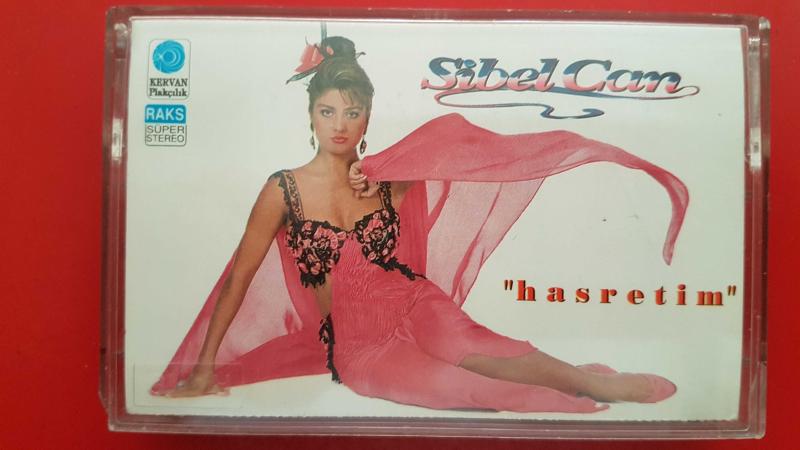 KERVAN
Plakçılık
RAKS
SÜPER
STEREO
Sibel Can
"hasretim"